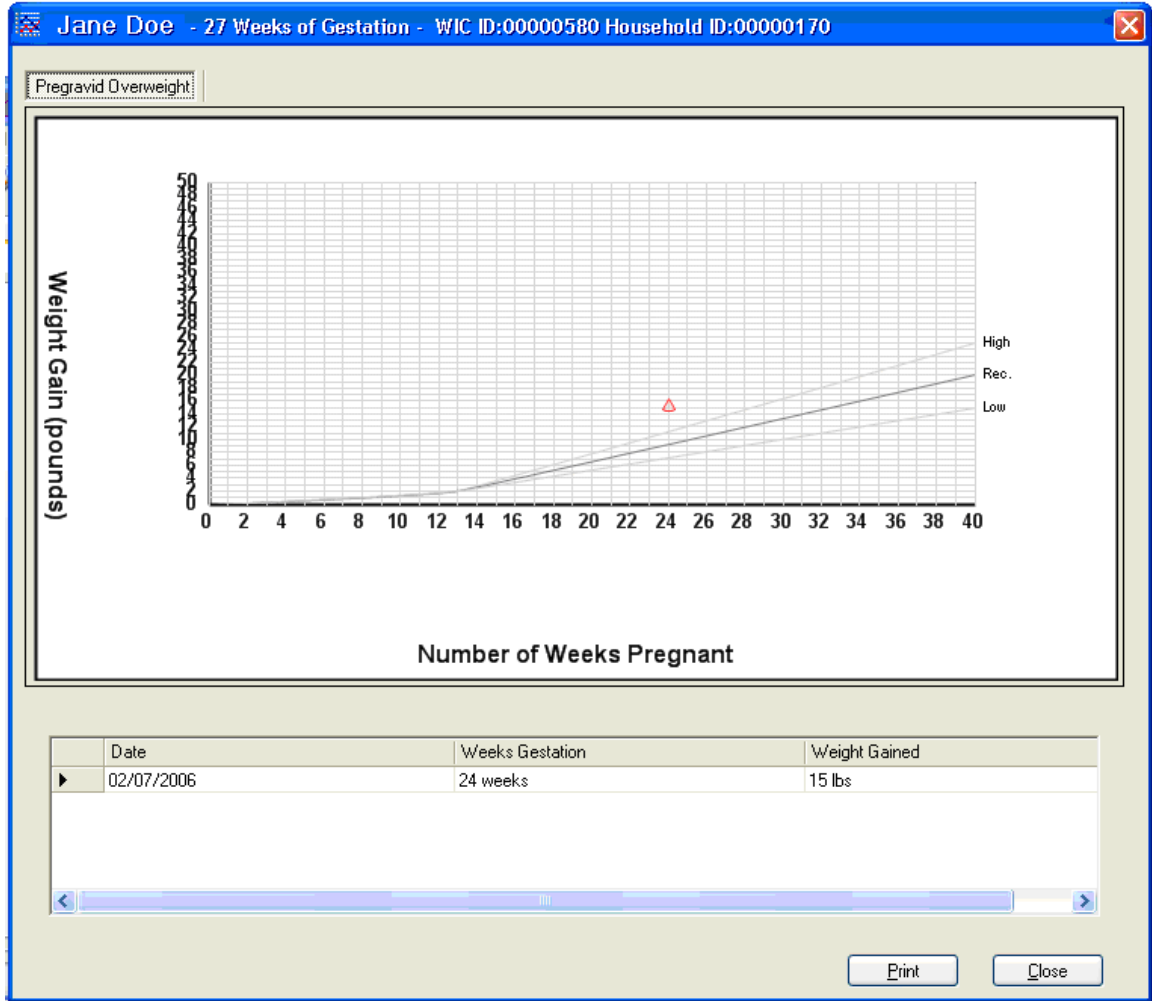 Jane Doe - 27 Weeks of Gestation - WIC ID:00000580 Household ID:00000170
Pregravid Overweight
Weight Gain (pounds)
50
48
46
44
42
40
38
36
34
32
30
28
26
24
22
20
18
16
14
12
10
8
6
4
2
0
High
Rec.
Low
0 2 4 6 8 10 12 14 16 18 20 22 24 26 28 30 32 34 36 38 40
Number of Weeks Pregnant
Date Weeks Gestation Weight Gained
02/07/2006 24 weeks 15 lbs
Print Close